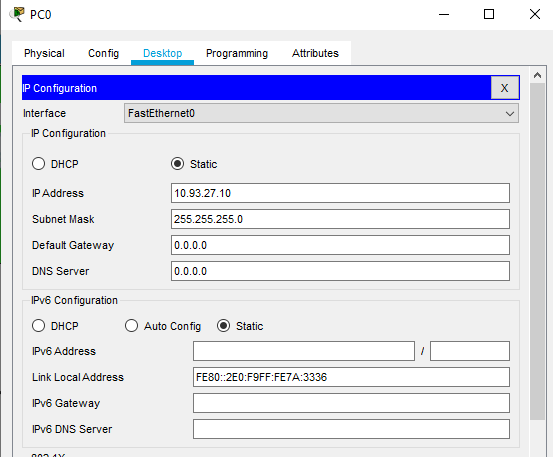 PC0
Physical Config Desktop Programming Attributes
IP Configuration X
Interface FastEthernet0
IP Configuration
DHCP Static
IP Address 10.93.27.10
Subnet Mask 255.255.255.0
Default Gateway 0.0.0.0
DNS Server 0.0.0.0
IPv6 Configuration
DHCP Auto Config Static
IPv6 Address /
Link Local Address FE80::2E0:F9FF:FE7A:3336
IPv6 Gateway
IPv6 DNS Server
802.1X